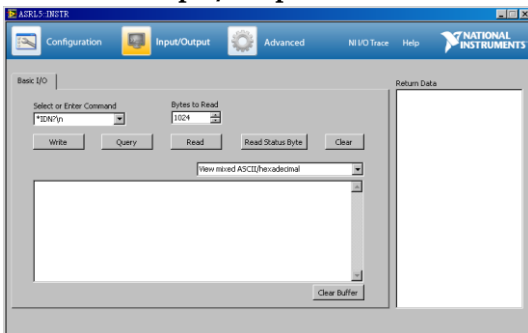 ASRL5::INSTR
Configuration Input/Output Advanced NI I/O Trace Help NATIONAL INSTRUMENTS
Basic I/O
Return Data
Select or Enter Command Bytes to Read
*IDN?\n 1024
Write Query Read Read Status Byte Clear
View mixed ASCII/hexadecimal
Clear Buffer